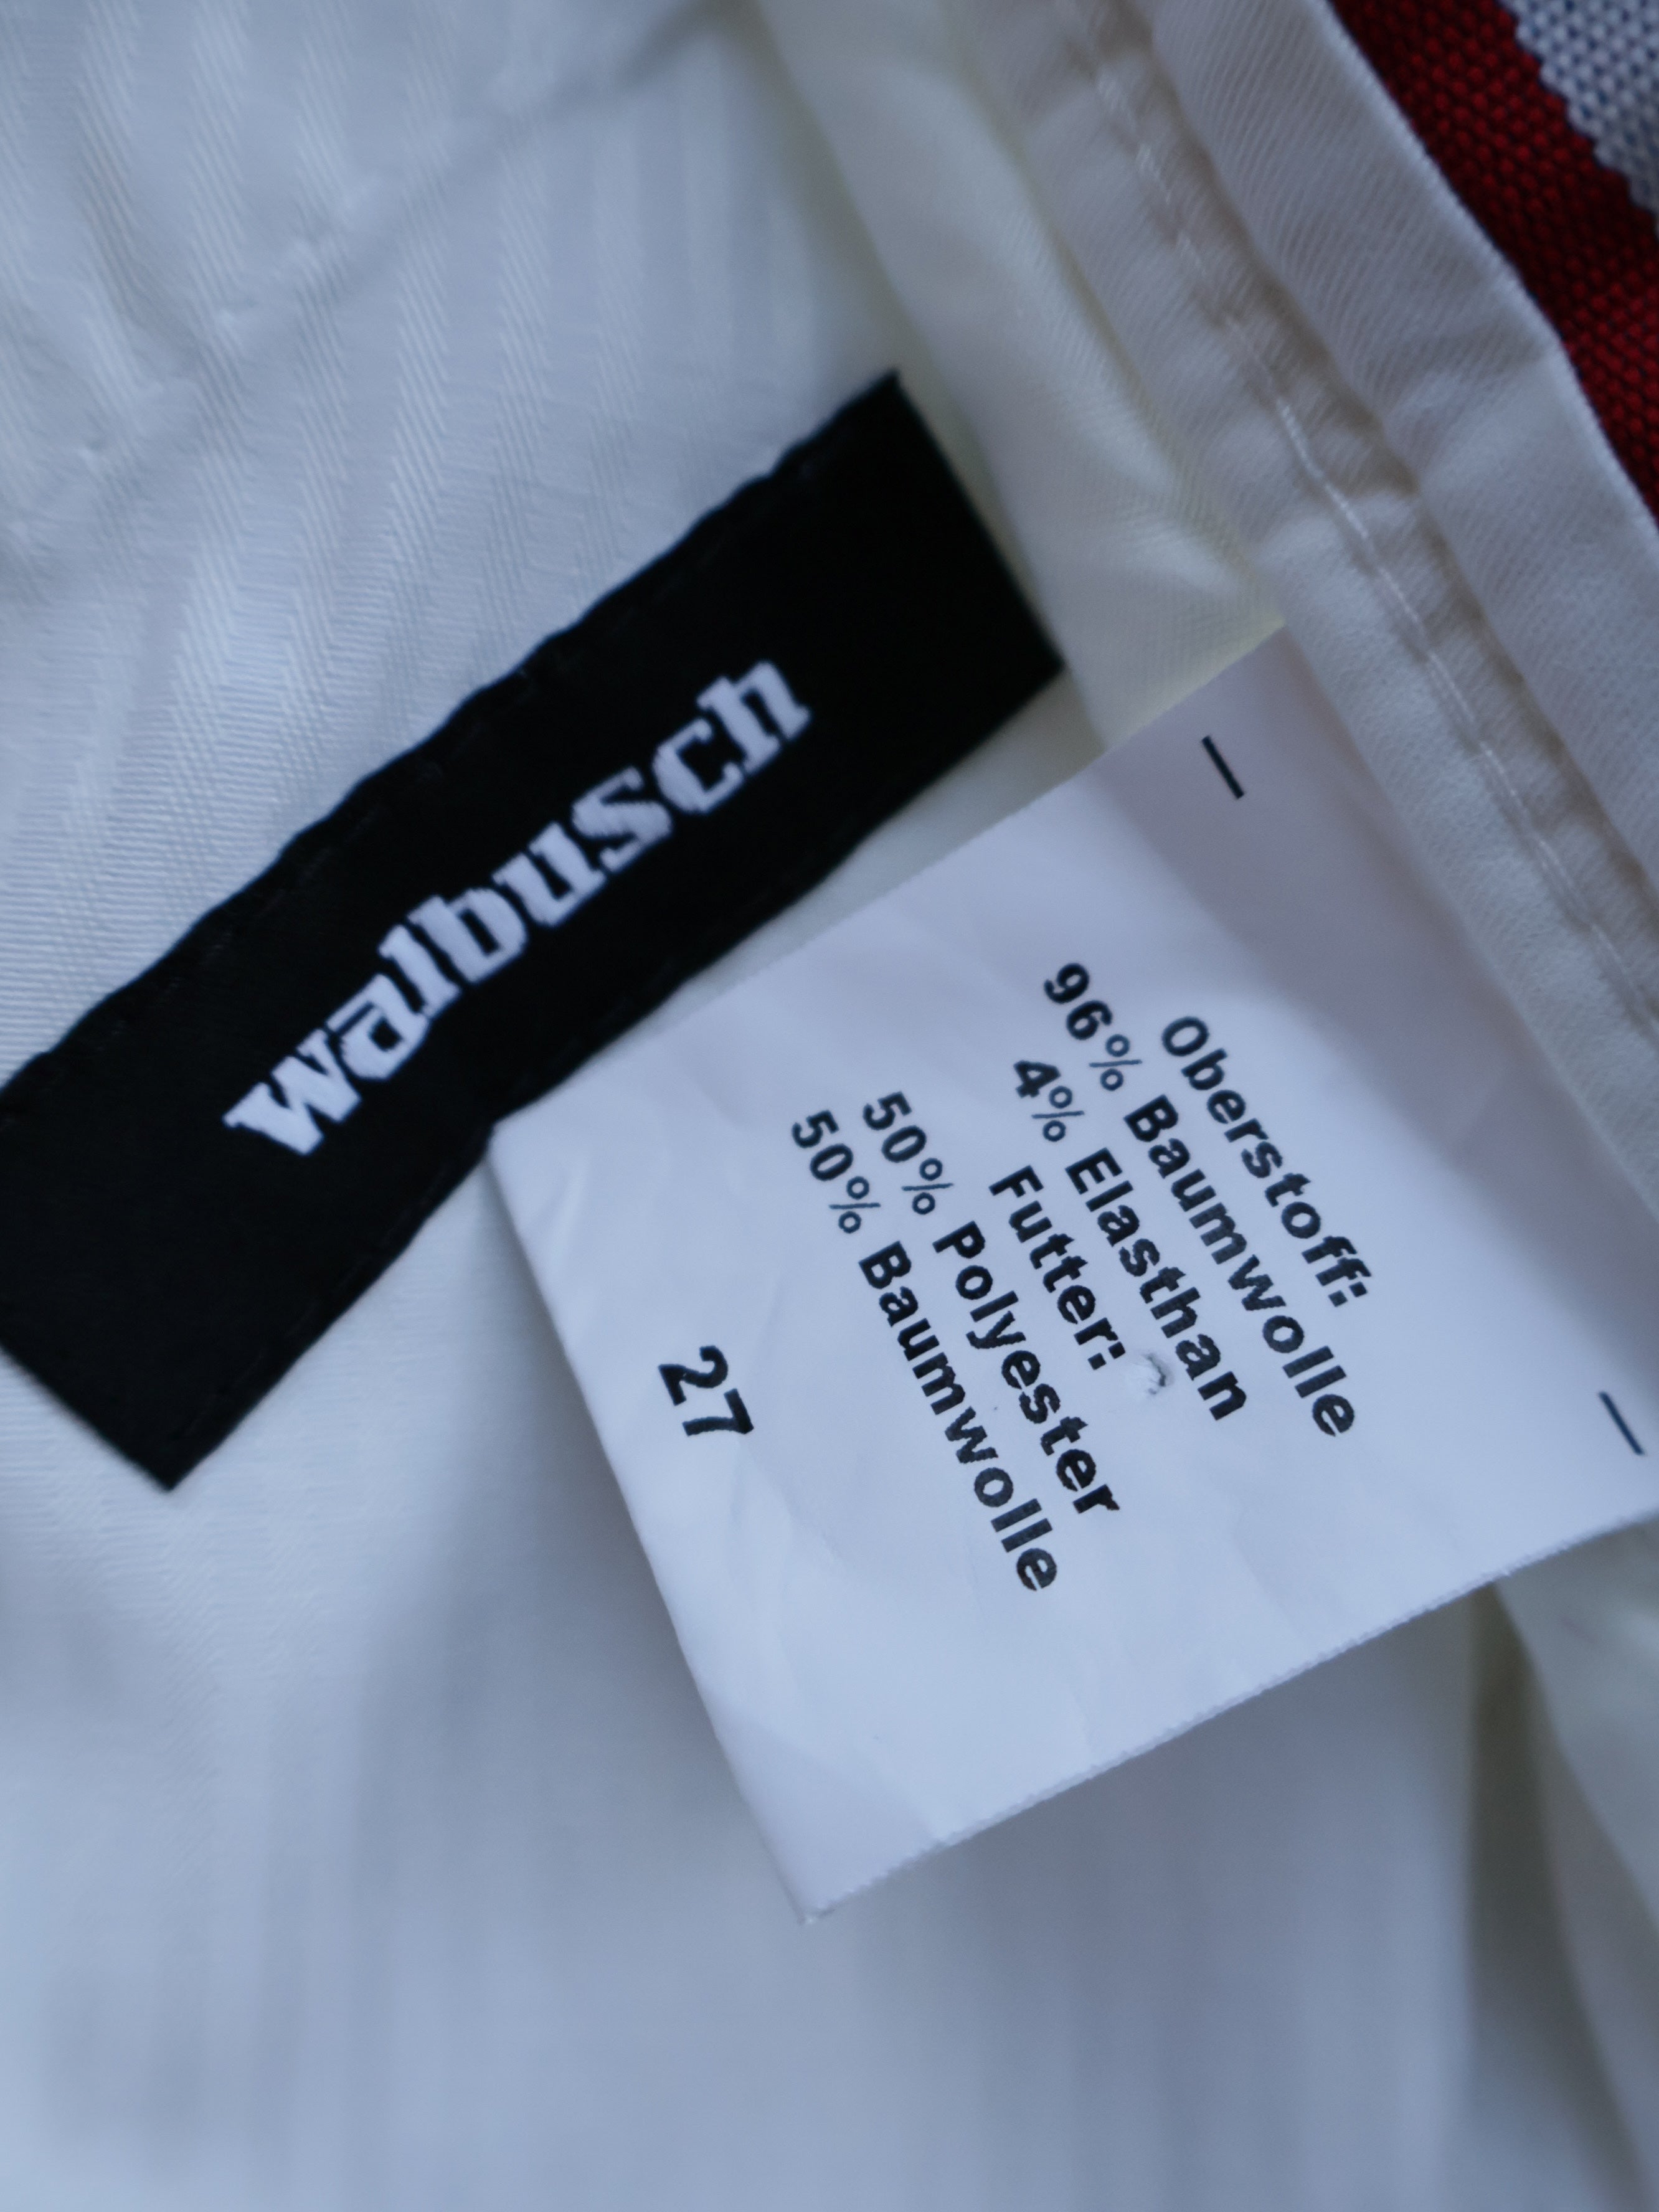 walbusch
Oberstoff:
96% Baumwolle
4% Elasthan
Futter:
50% Polyester
50% Baumwolle
27